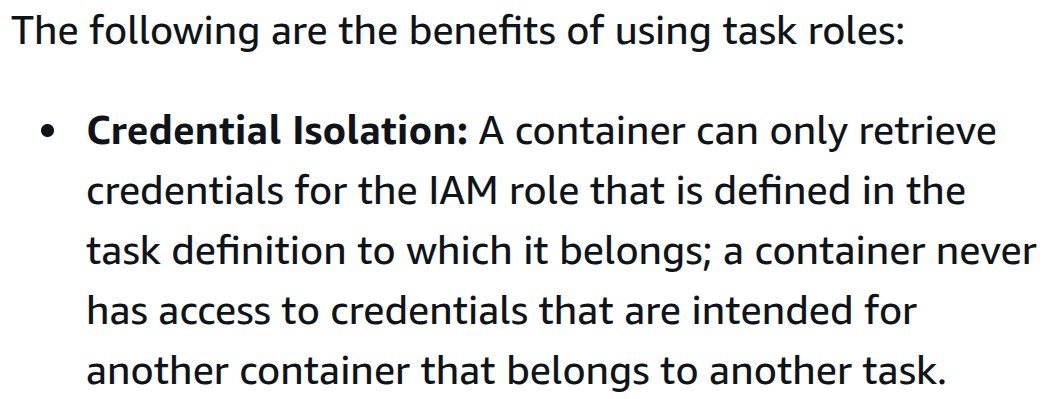 The following are the benefits of using task roles:
• Credential Isolation: A container can only retrieve
credentials for the IAM role that is defined in the
task definition to which it belongs; a container never
has access to credentials that are intended for
another container that belongs to another task.